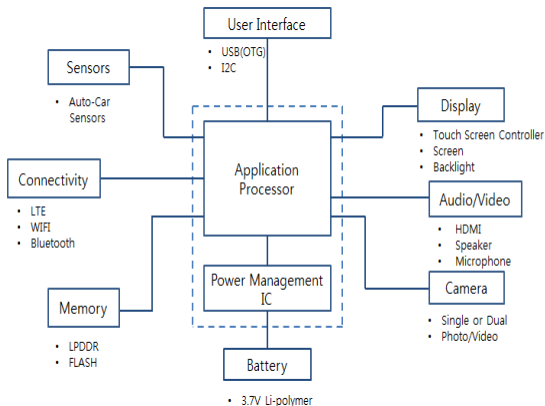 User Interface
• USB(OTG)
• I2C
Sensors
• Auto-Car
Sensors
Display
• Touch Screen Controller
• Screen
• Backlight
Application
Processor
Connectivity
• LTE
• WIFI
• Bluetooth
Audio/Video
• HDMI
• Speaker
• Microphone
Power Management
IC
Memory
• LPDDR
• FLASH
Camera
• Single or Dual
• Photo/Video
Battery
• 3.7V Li-polymer